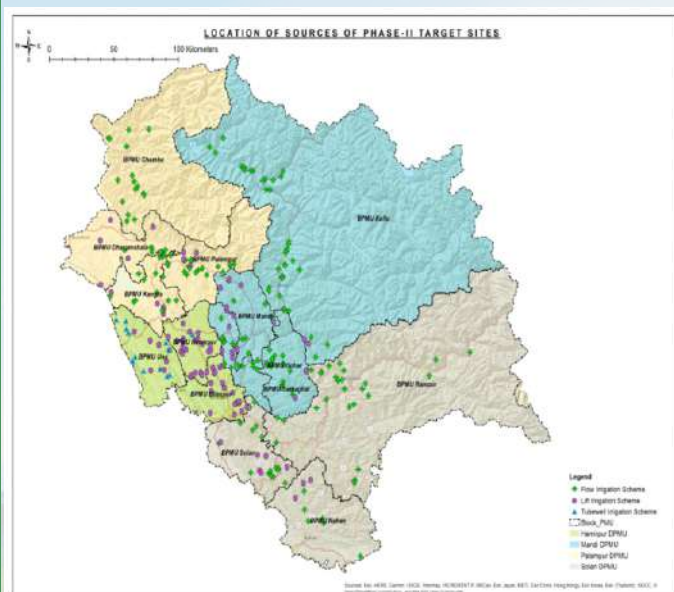 LOCATION OF SOURCES OF PHASE-II TARGET SITES
N
W E
S
0 50 100 Kilometers
BPMU Chamba
BPMU Kullu
BPMU Dharamshala
BPMU Palampur
BPMU Kangra
BPMU Mandi
BPMU Una
BPMU Hamirpur
BPMU
BPMU
BPMU
BPMU Rampur
BPMU Solan
BPMU Nahan
Legend
Flow Irrigation Scheme
Lift Irrigation Scheme
Tubewell Irrigation Scheme
Block_PMU
Hamirpur DPMU
Mandi DPMU
Palampur DPMU
Solan DPMU